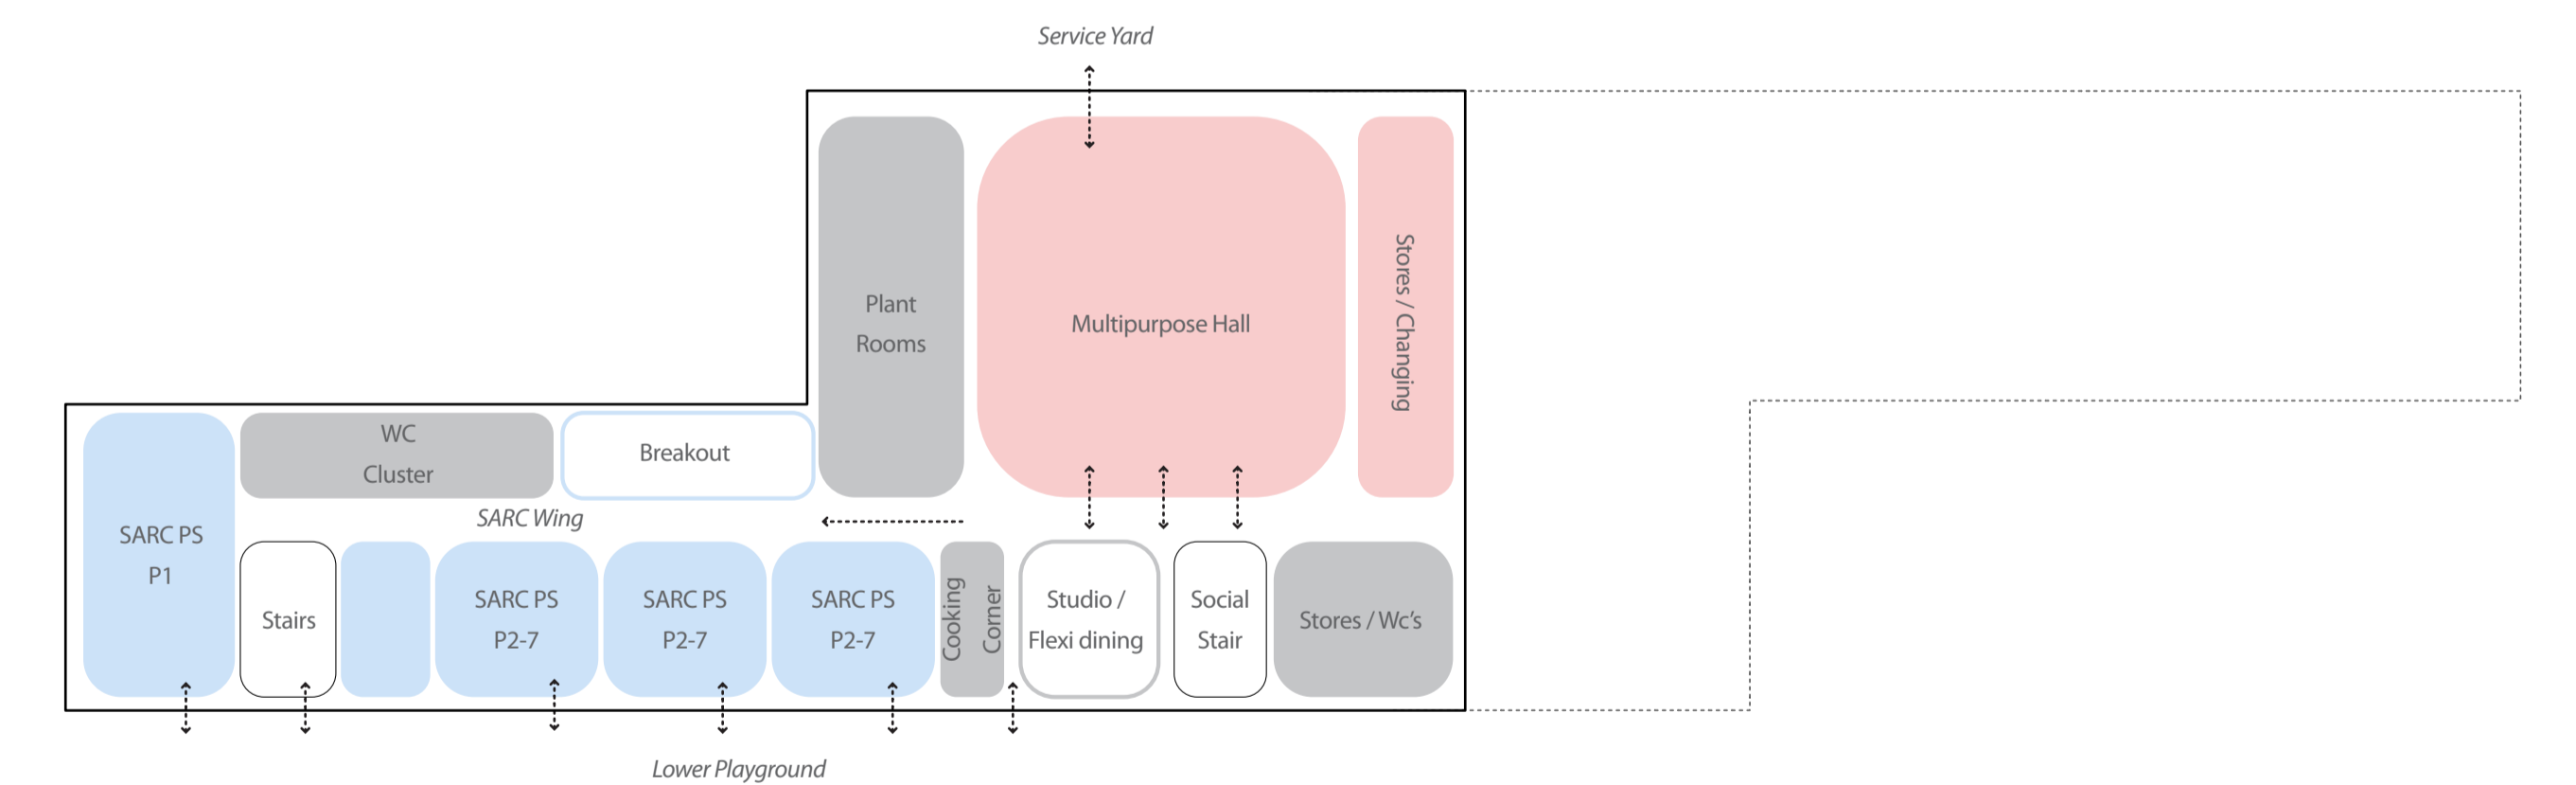 Service Yard
Plant
Rooms
Multipurpose Hall
Stores / Changing
WC
Cluster
Breakout
SARC Wing
SARC PS
P1
Stairs
SARC PS
P2-7
SARC PS
P2-7
SARC PS
P2-7
Cooking
Corner
Studio /
Flexi dining
Social
Stair
Stores / Wc’s
Lower Playground